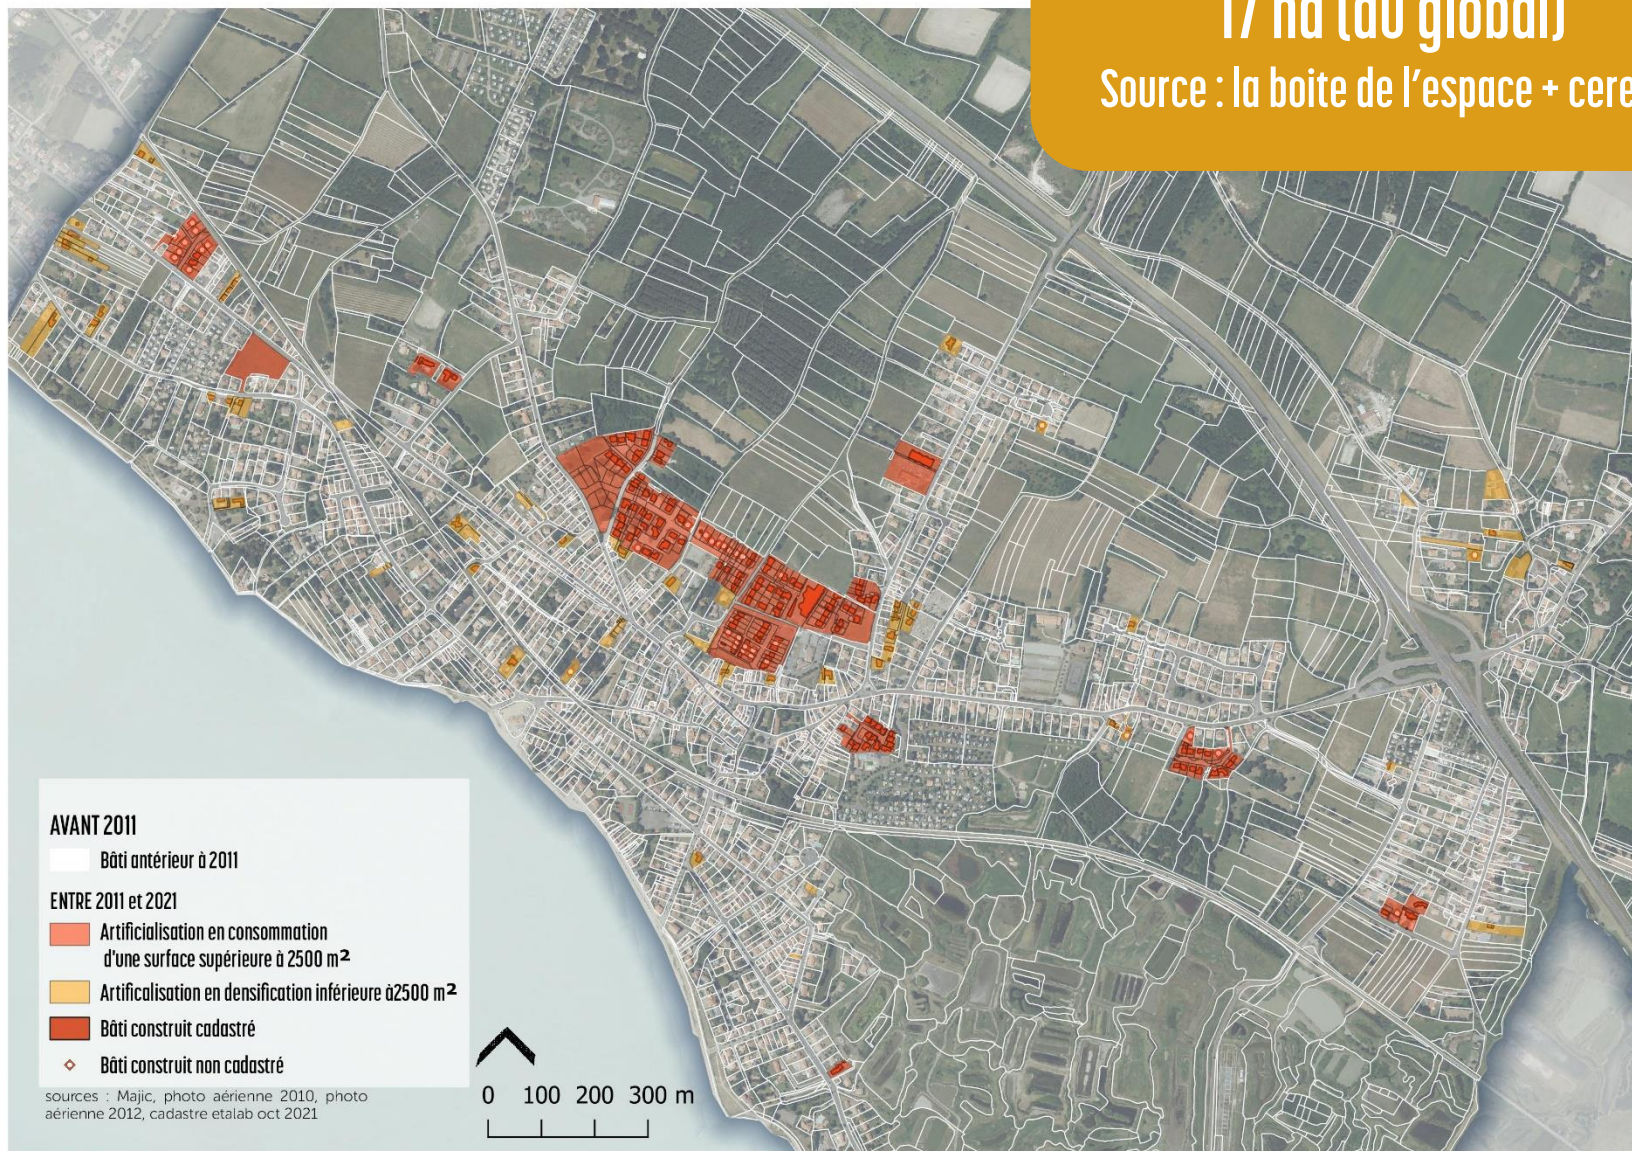 17 ha (au global)
Source : la boite de l'espace + cere
AVANT 2011
Bâti antérieur à 2011
ENTRE 2011 et 2021
Artificialisation en consommation
d'une surface supérieure à 2500 m²
Artificalisation en densification inférieure à2500 m²
Bâti construit cadastré
Bâti construit non cadastré
sources : Majic, photo aérienne 2010, photo
aérienne 2012, cadastre etalab oct 2021
0 100 200 300 m